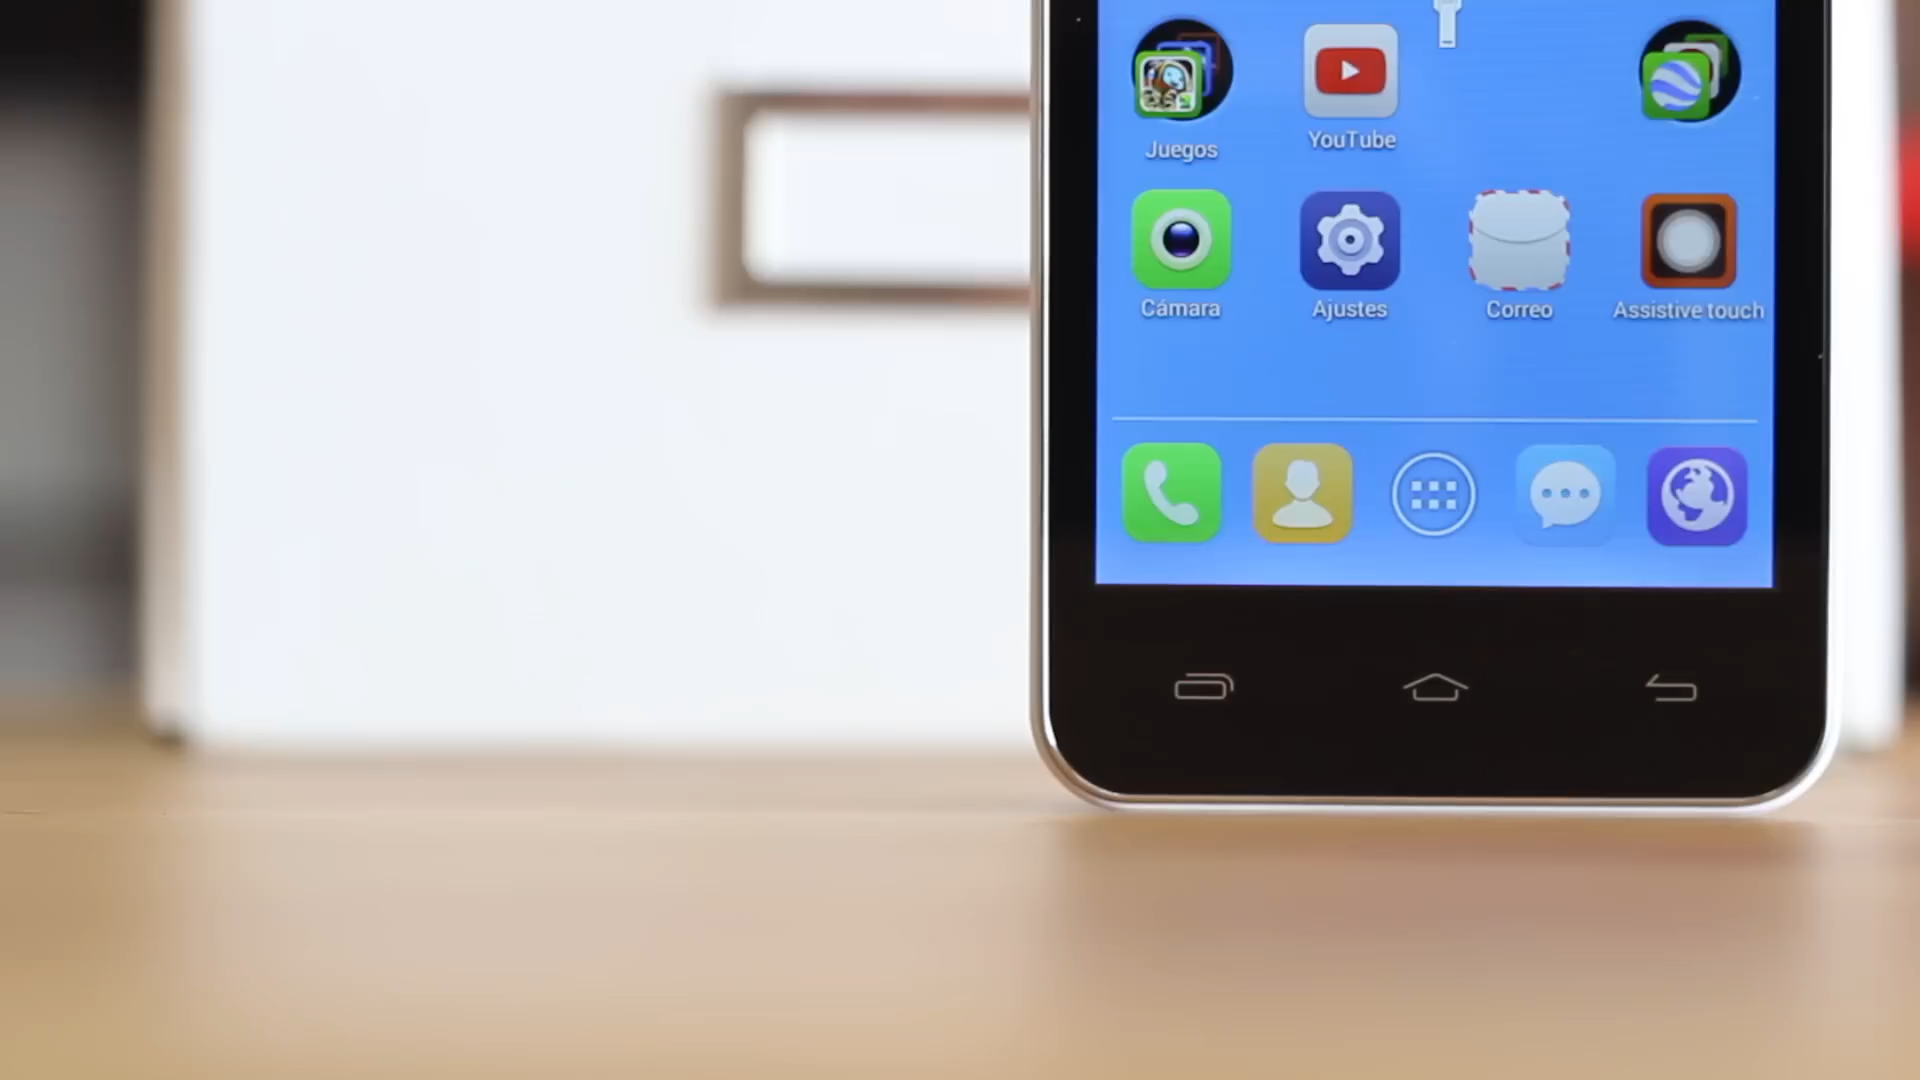 Juegos
YouTube
Cámara
Ajustes
Correo
Assistive touch